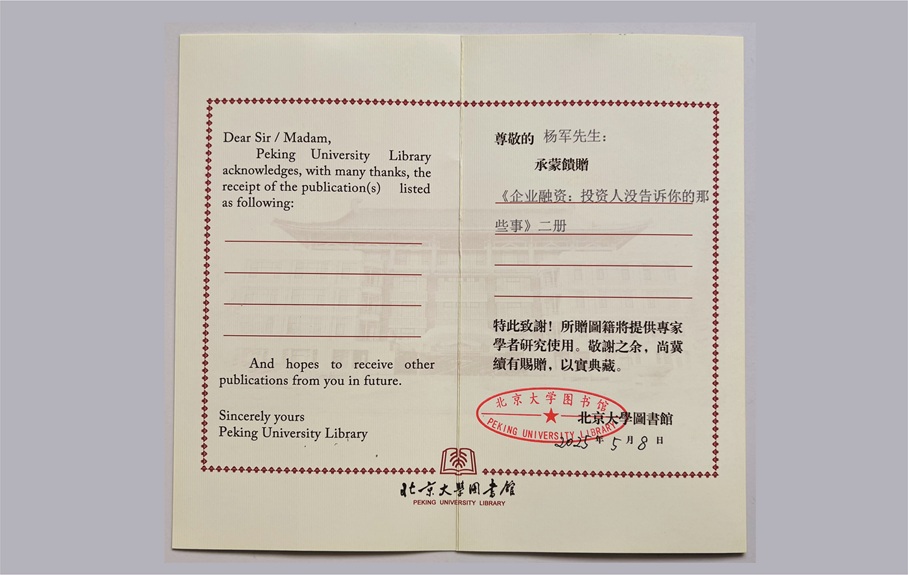 Dear Sir / Madam,
Peking University Library
acknowledges, with many thanks, the
receipt of the publication(s) listed
as following:
And hopes to receive other
publications from you in future.
Sincerely yours
Peking University Library
尊敬的 杨军先生:
承蒙饋贈
《企业融资:投资人没告诉你的那
些事》二册
特此致謝!所贈圖籍將提供專家
學者研究使用。敬謝之余,尚冀
續有賜贈,以實典藏。
北京大学图书馆
PEKING UNIVERSITY LIBRARY
北京大學圖書館
2025年5月8日
北京大學圖書館
PEKING UNIVERSITY LIBRARY